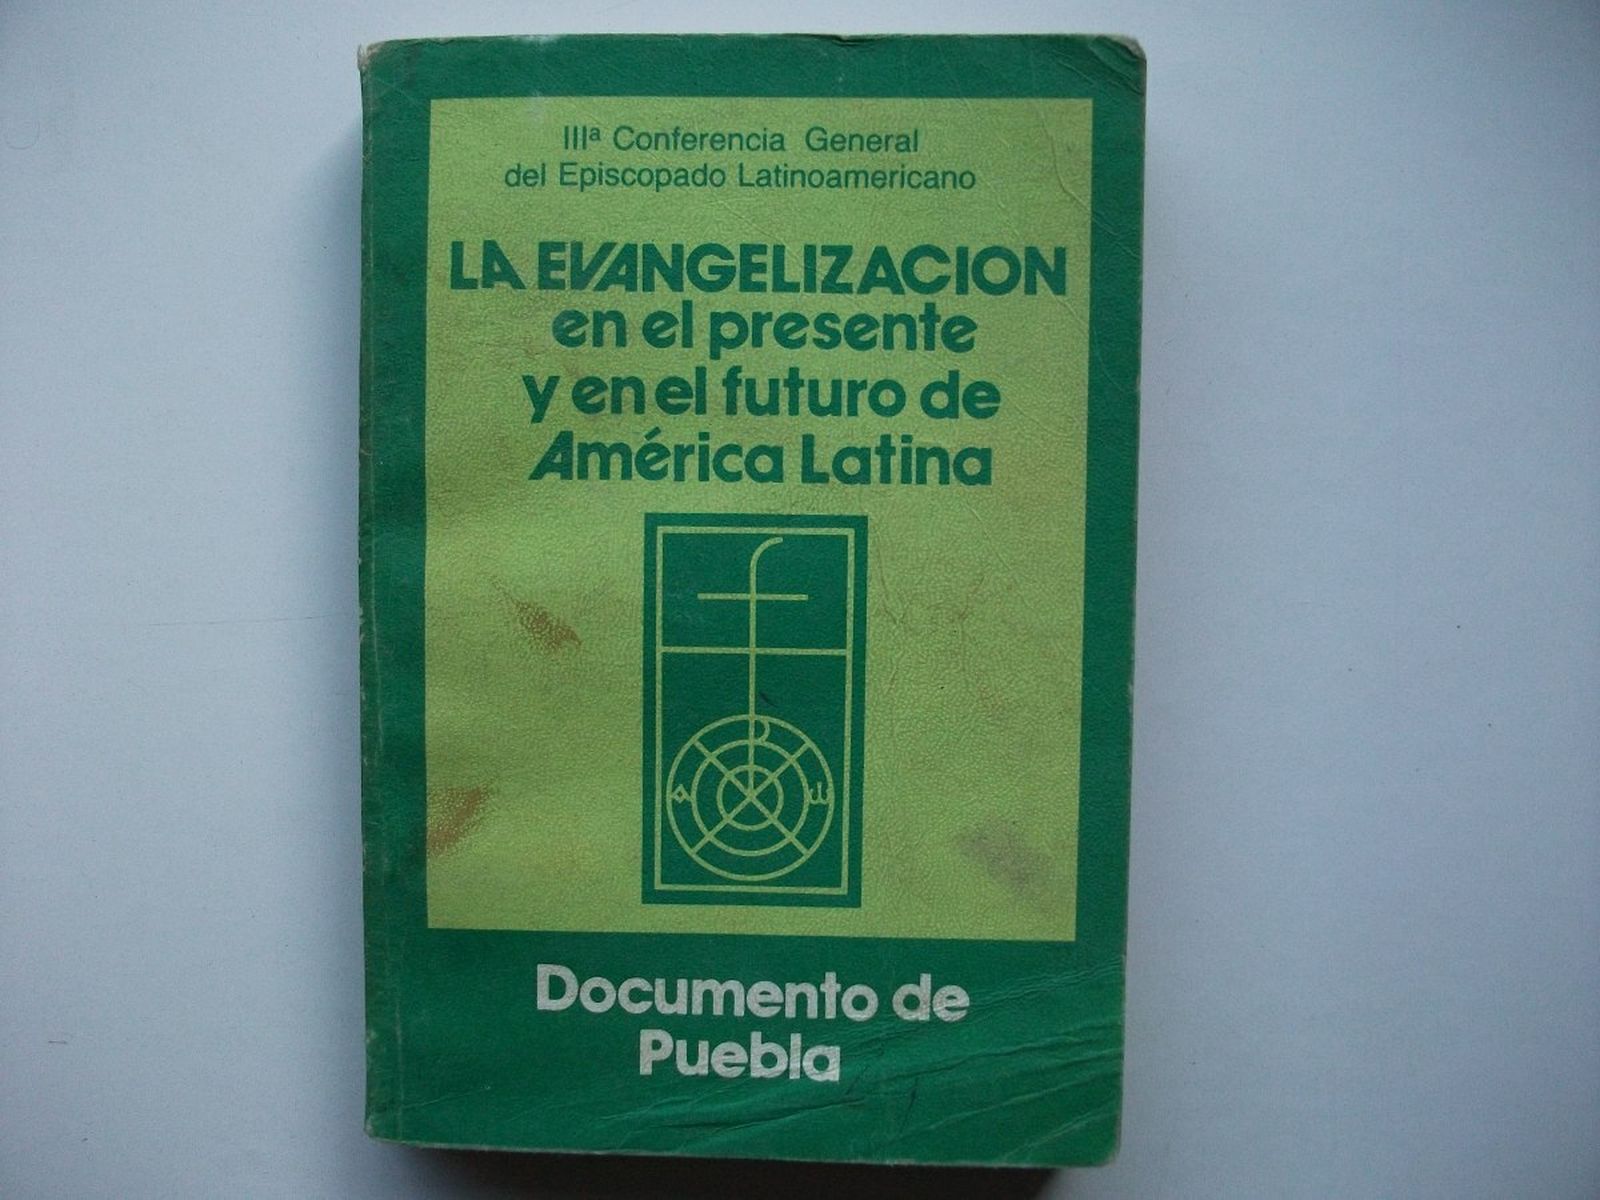 IIIª Conferencia General
del Episcopado Latinoamericano
LA EVANGELIZACION
en el presente
y en el futuro de
América Latina
Documento de
Puebla